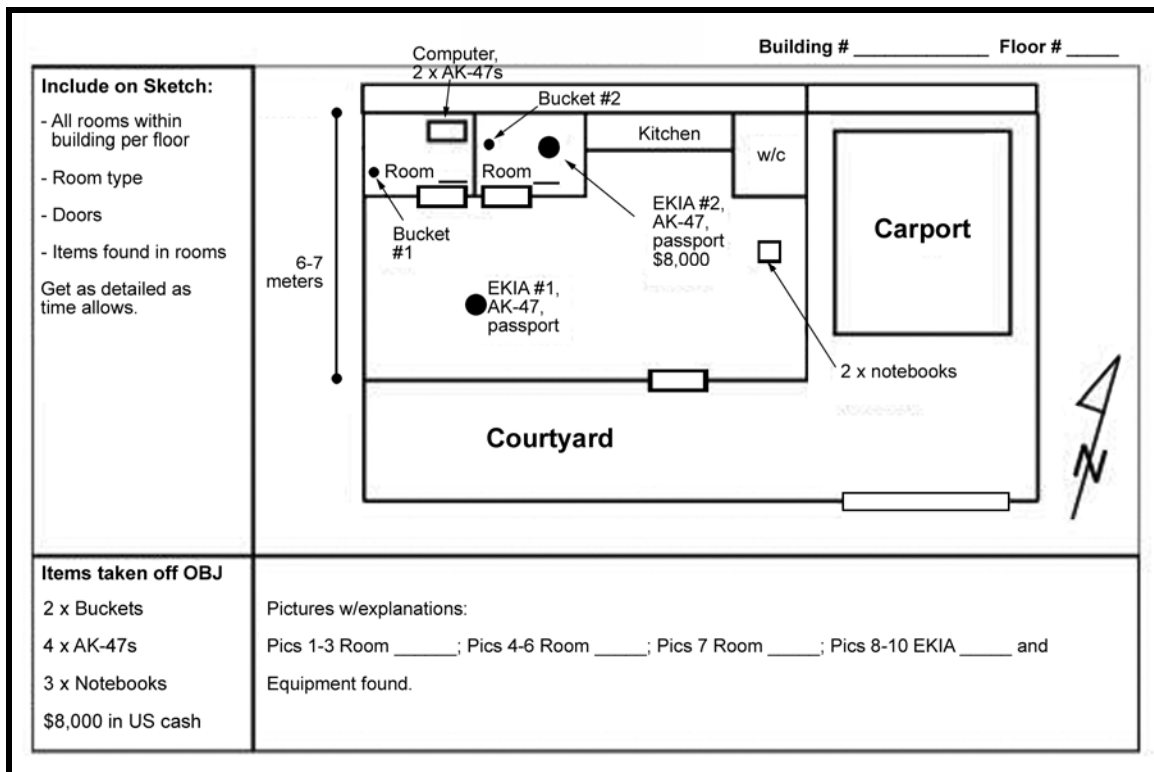 Building # ______________ Floor # _____
Include on Sketch:
- All rooms within
building per floor
- Room type
- Doors
- Items found in rooms
Get as detailed as
time allows.
Computer,
2 x AK-47s
Bucket #2
Kitchen
w/c
Room ___
Room ___
Bucket
#1
EKIA #2,
AK-47,
passport
$8,000
Carport
6-7
meters
EKIA #1,
AK-47,
passport
2 x notebooks
Courtyard
N
Items taken off OBJ
2 x Buckets
4 x AK-47s
3 x Notebooks
$8,000 in US cash
Pictures w/explanations:
Pics 1-3 Room ______; Pics 4-6 Room _____; Pics 7 Room _____; Pics 8-10 EKIA _____ and
Equipment found.